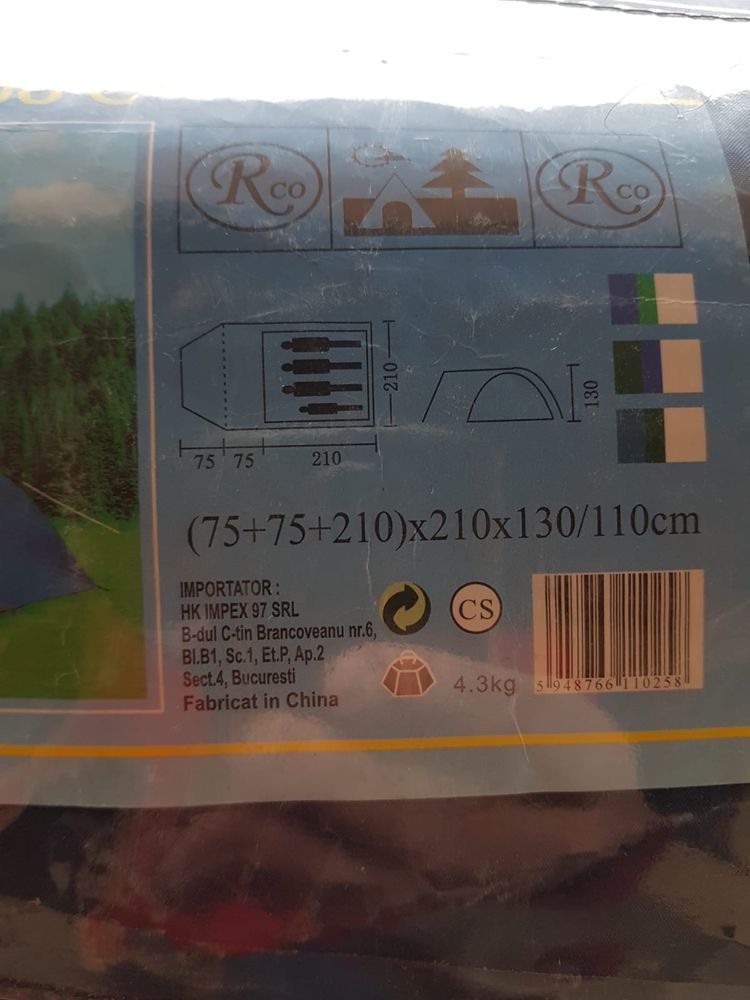 Rco
Rco
210
130
75 75 210
(75+75+210)x210x130/110cm
IMPORTATOR :
HK IMPEX 97 SRL
B-dul C-tin Brancoveanu nr.6,
Bl.B1, Sc.1, Et.P, Ap.2
Sect.4, Bucuresti
Fabricat in China
CS
4.3kg
5 948766 110258